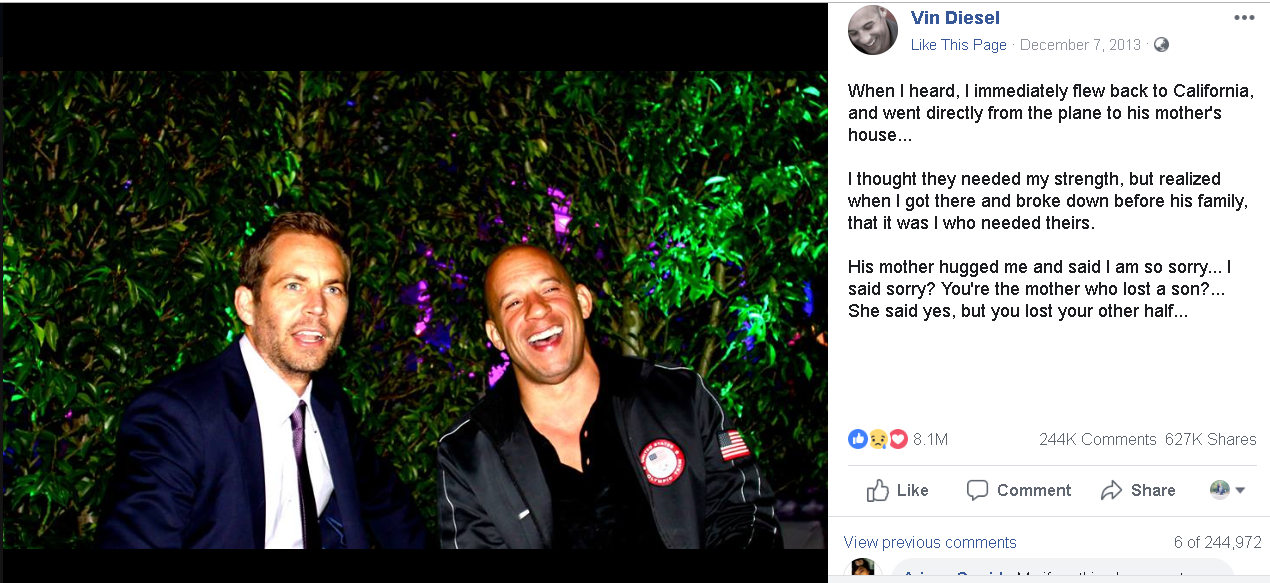 Vin Diesel
Like This Page · December 7, 2013 ·
When I heard, I immediately flew back to California,
and went directly from the plane to his mother's
house...
I thought they needed my strength, but realized
when I got there and broke down before his family,
that it was I who needed theirs.
His mother hugged me and said I am so sorry... I
said sorry? You're the mother who lost a son?...
She said yes, but you lost your other half...
8.1M 244K Comments 627K Shares
Like Comment Share
View previous comments 6 of 244,972